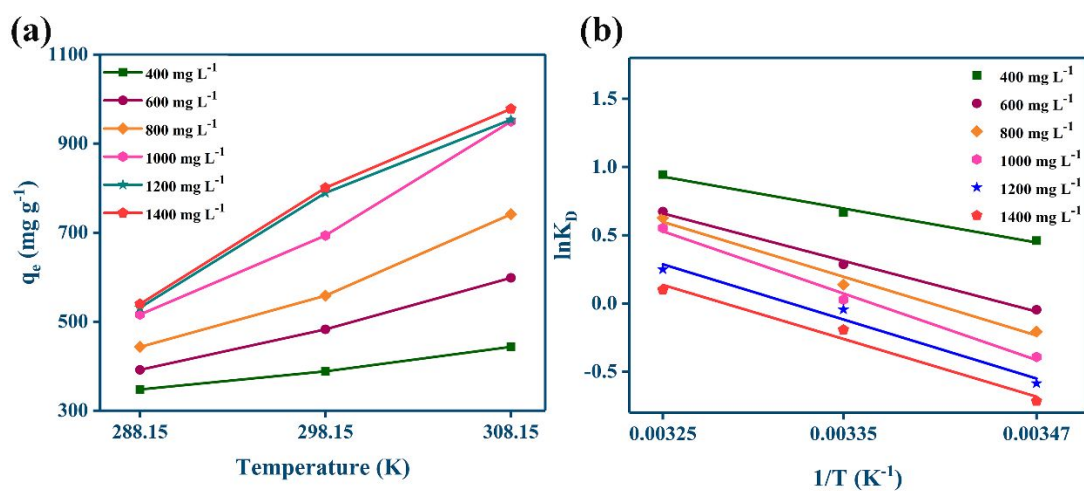 (a)
1100
900
700
500
300
q_e (mg g⁻¹)
400 mg L⁻¹
600 mg L⁻¹
800 mg L⁻¹
1000 mg L⁻¹
1200 mg L⁻¹
1400 mg L⁻¹
288.15 298.15 308.15
Temperature (K)
(b)
1.5
1.0
0.5
0.0
−0.5
lnK_D
400 mg L⁻¹
600 mg L⁻¹
800 mg L⁻¹
1000 mg L⁻¹
1200 mg L⁻¹
1400 mg L⁻¹
0.00325 0.00335 0.00347
1/T (K⁻¹)